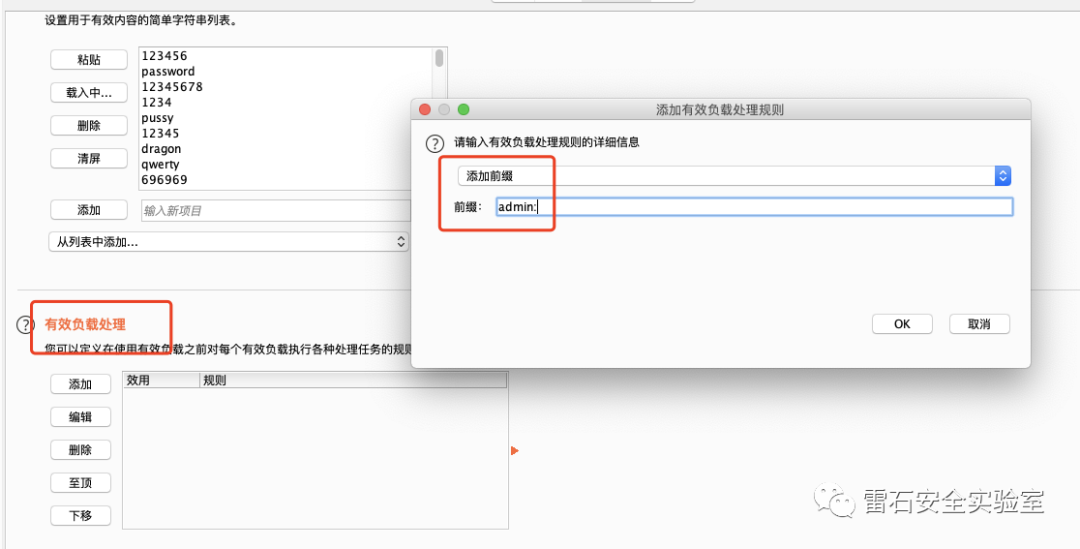 设置用于有效内容的简单字符串列表。
粘贴
载入中...
删除
清屏
添加
123456
password
12345678
1234
pussy
12345
dragon
qwerty
696969
输入新项目
从列表中添加...
添加有效负载处理规则
? 请输入有效负载处理规则的详细信息
添加前缀
前缀: admin:
OK
取消
? 有效负载处理
您可以定义在使用有效负载之前对每个有效负载执行各种处理任务的规则
添加
编辑
删除
至顶
下移
效用 规则
雷石安全实验室